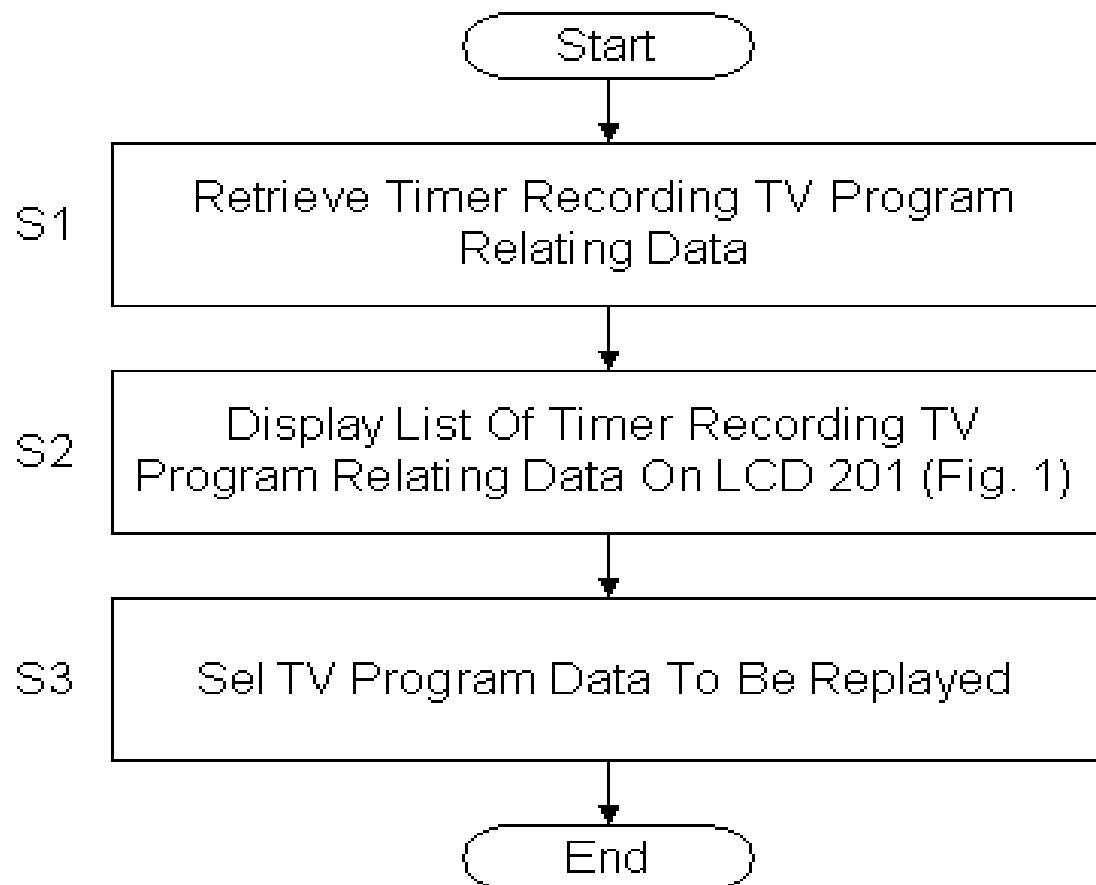 Start
S1
Retrieve Timer Recording TV Program
Relating Data
S2
Display List Of Timer Recording TV
Program Relating Data On LCD 201 (Fig. 1)
S3
Sel TV Program Data To Be Replayed
End